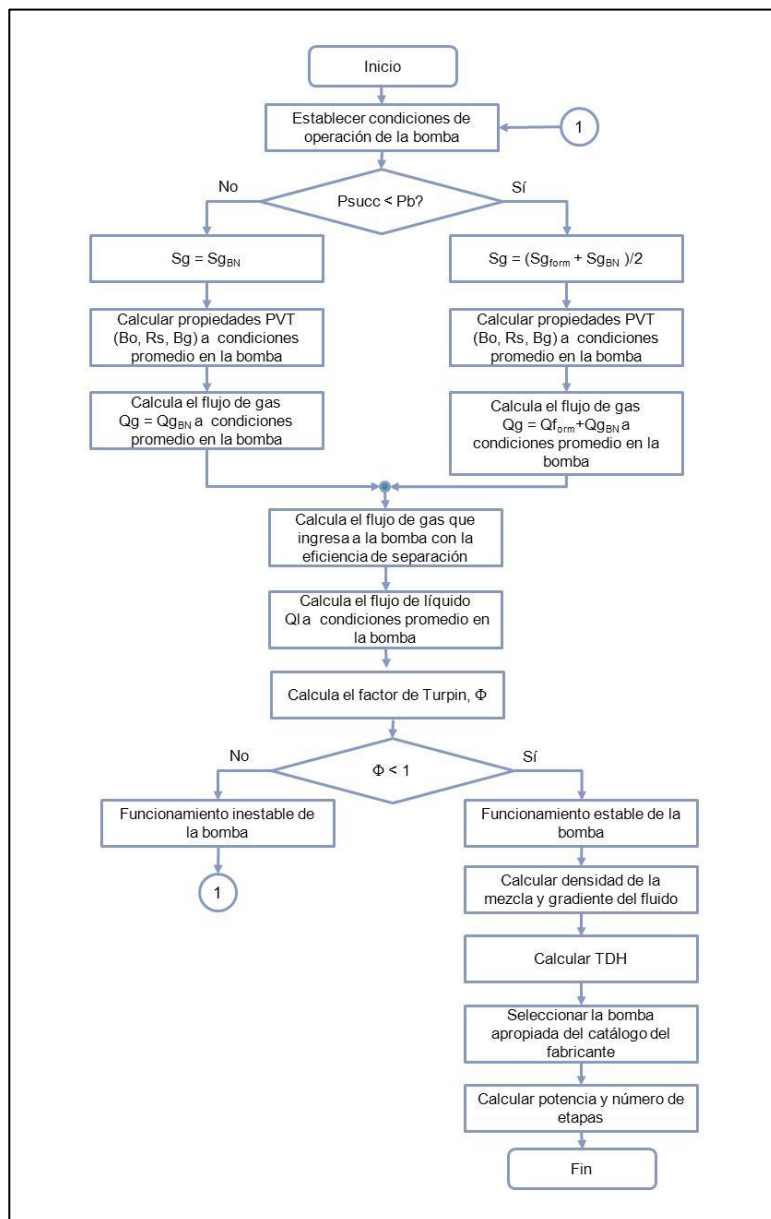 Inicio
Establecer condiciones de
operación de la bomba
1
No
Psucc < Pb?
Sí
Sg = SgBN
Sg = (Sgform + SgBN )/2
Calcular propiedades PVT
(Bo, Rs, Bg) a condiciones
promedio en la bomba
Calcular propiedades PVT
(Bo, Rs, Bg) a condiciones
promedio en la bomba
Calcula el flujo de gas
Qg = QgBN a condiciones
promedio en la bomba
Calcula el flujo de gas
Qg = Qform+QgBN a
condiciones promedio en la
bomba
Calcula el flujo de gas que
ingresa a la bomba con la
eficiencia de separación
Calcula el flujo de líquido
Ql a condiciones promedio en
la bomba
Calcula el factor de Turpin, Φ
No
Φ < 1
Sí
Funcionamiento inestable de
la bomba
1
Funcionamiento estable de la
bomba
Calcular densidad de la
mezcla y gradiente del fluido
Calcular TDH
Seleccionar la bomba
apropiada del catálogo del
fabricante
Calcular potencia y número de
etapas
Fin